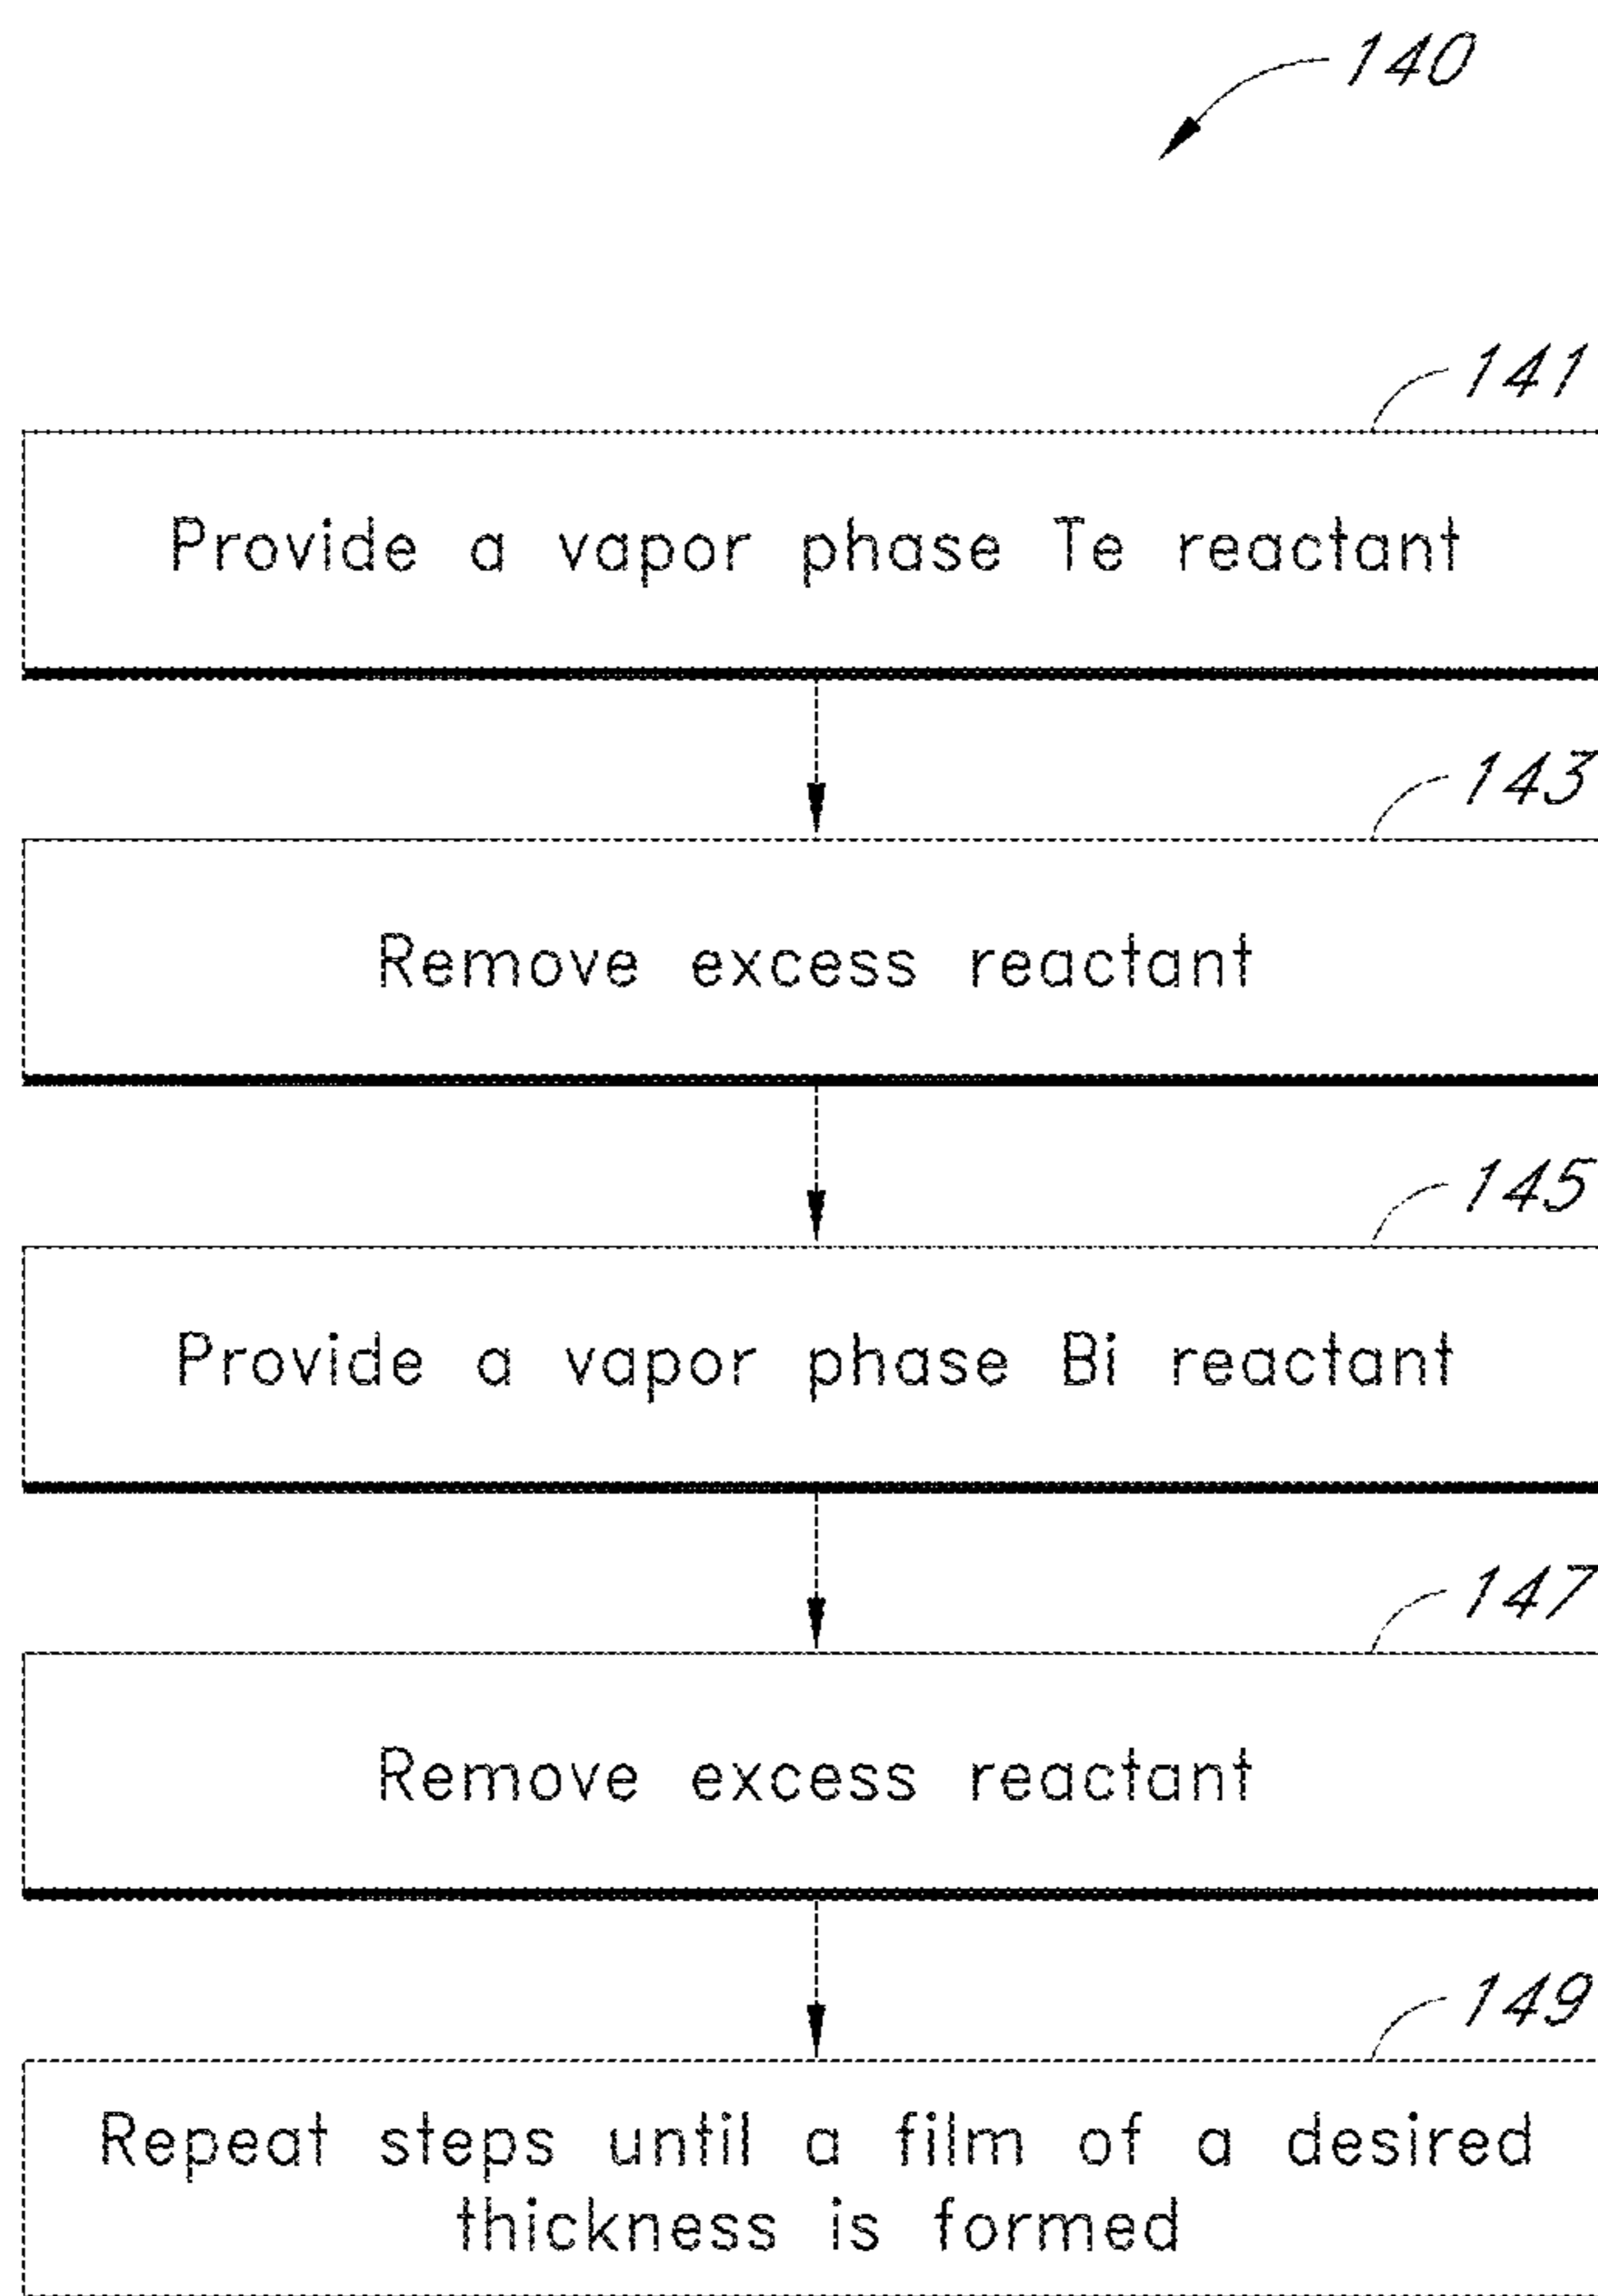 140
141
Provide a vapor phase Te reactant
143
Remove excess reactant
145
Provide a vapor phase Bi reactant
147
Remove excess reactant
149
Repeat steps until a film of a desired
thickness is formed